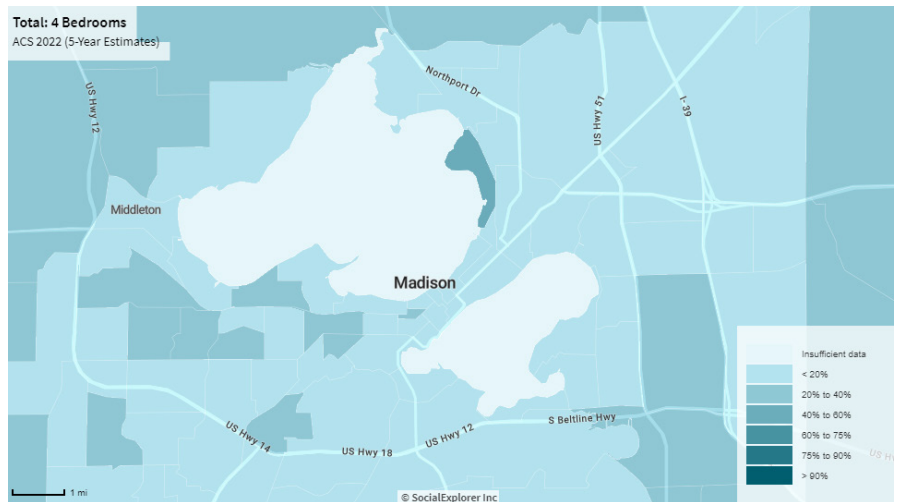 Total: 4 Bedrooms
ACS 2022 (5-Year Estimates)
US Hwy 12
Northport Dr
US Hwy 51
I- 39
Middleton
Madison
US Hwy 14
US Hwy 18
US Hwy 12
S Beltline Hwy
Insufficient data
< 20%
20% to 40%
40% to 60%
60% to 75%
75% to 90%
> 90%
US Hw
1 mi
© SocialExplorer Inc